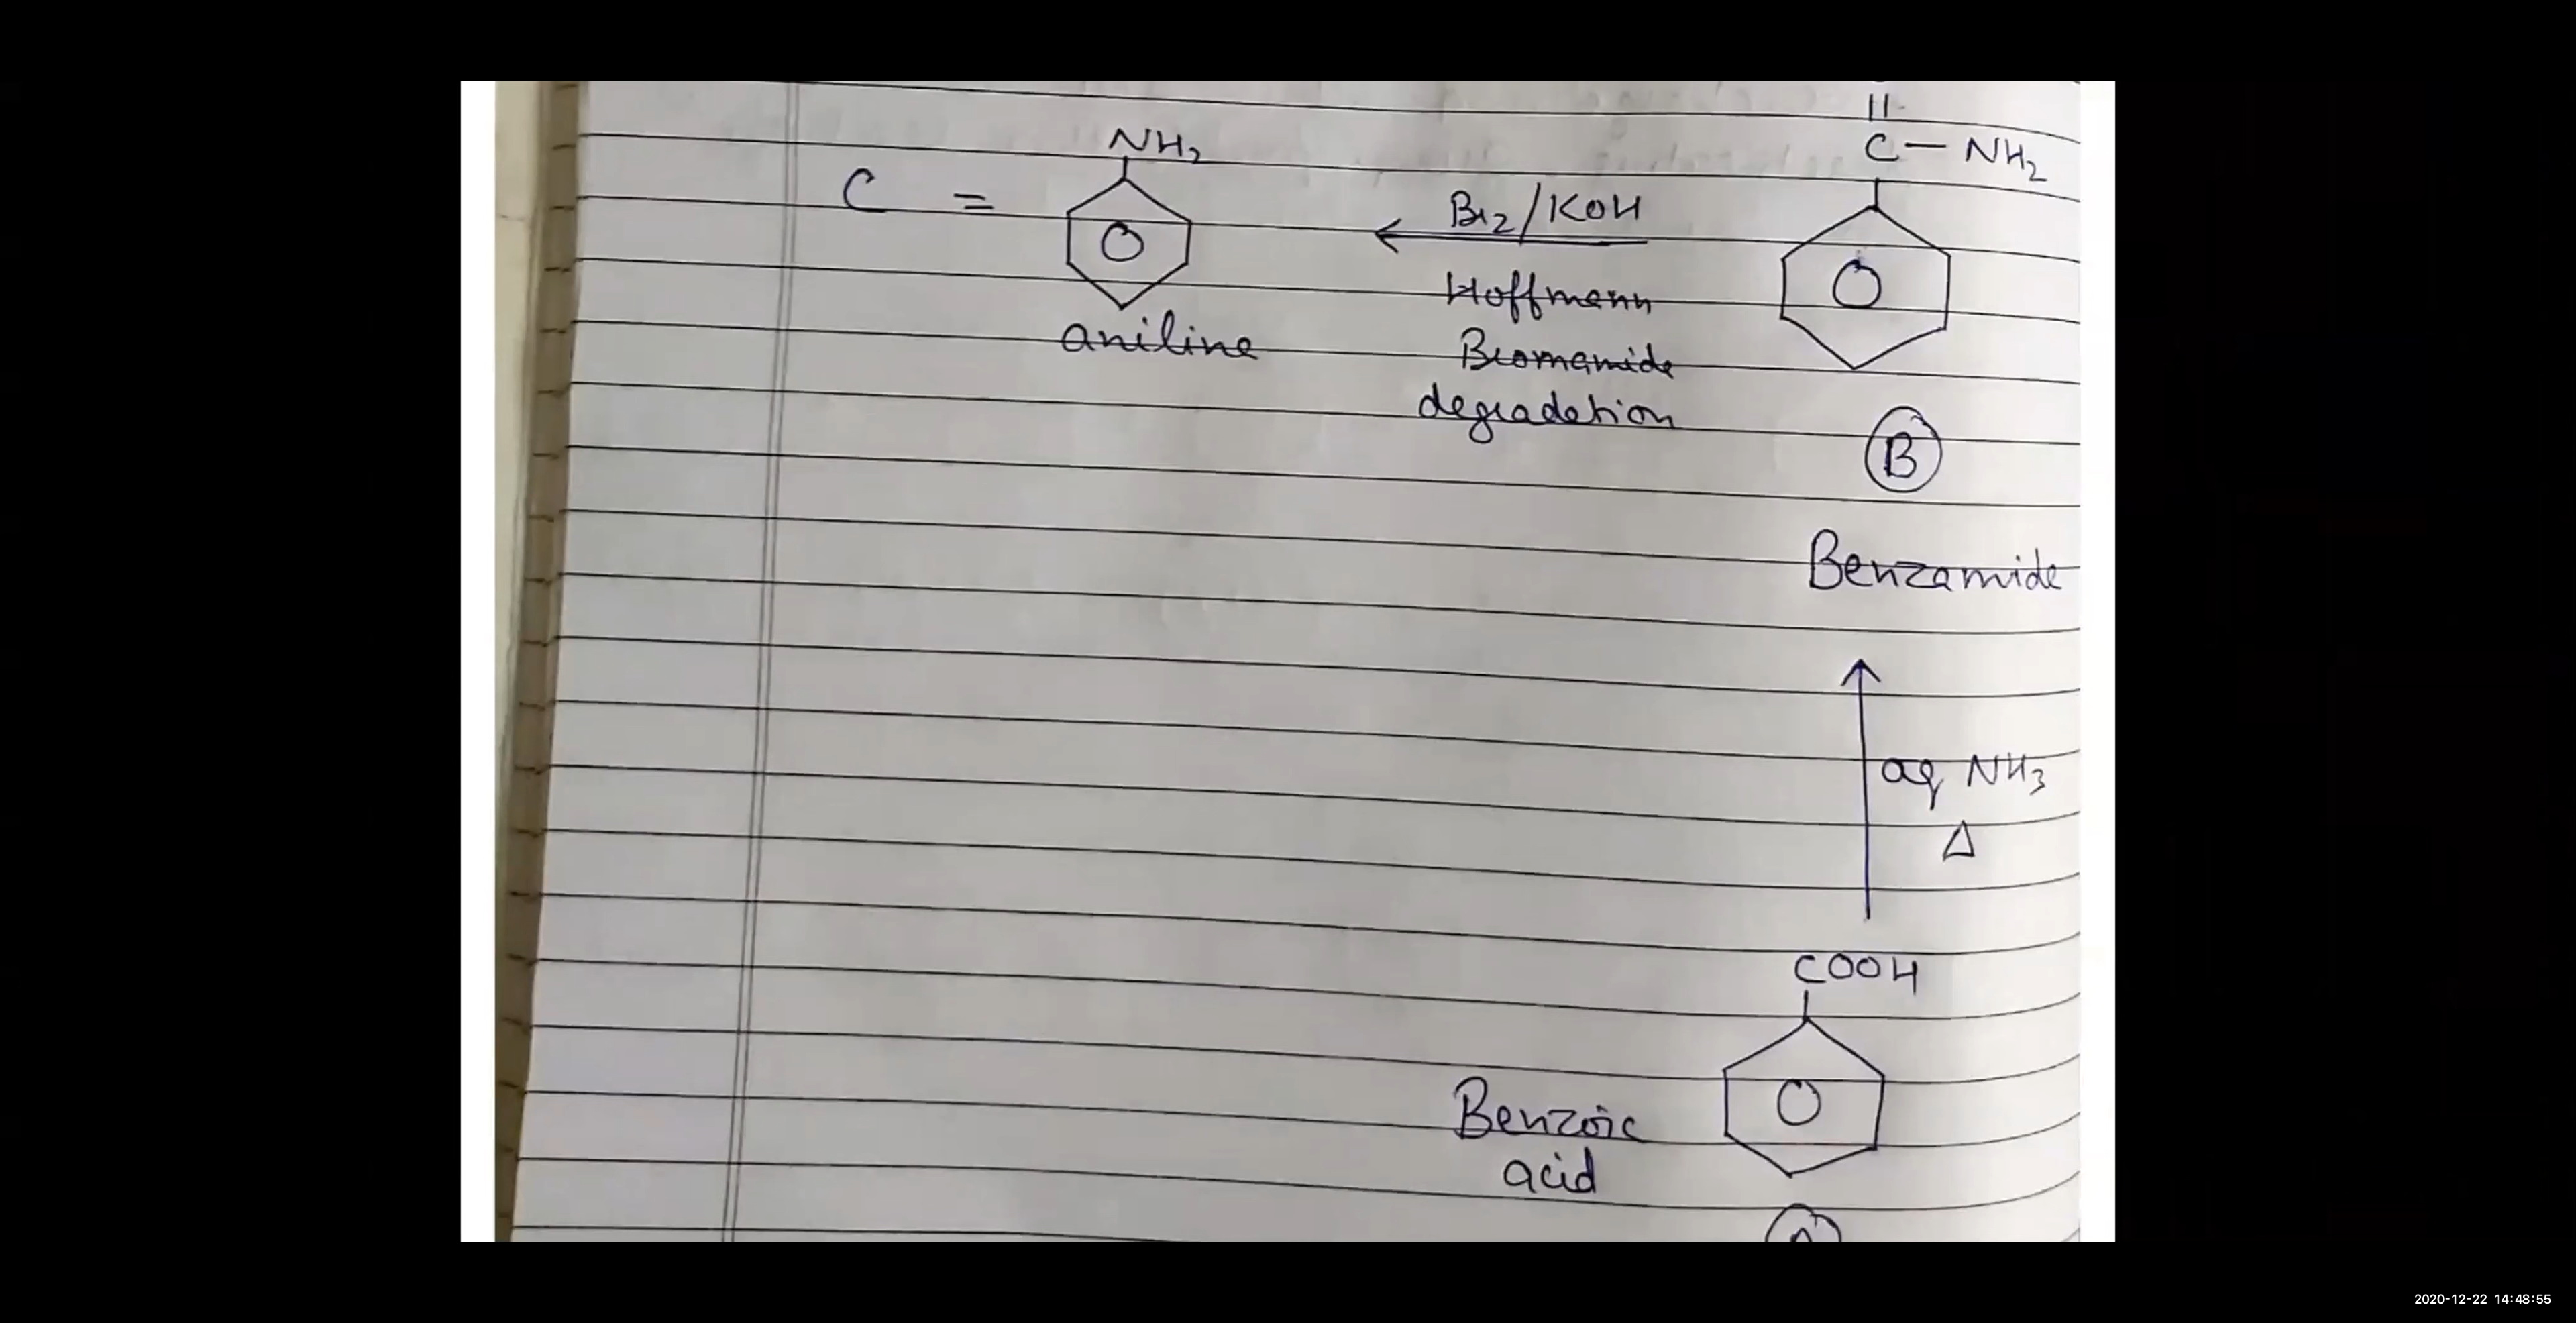 NH2
C =
aniline
Br2/KOH
Hoffmann
Bromamide
degradation
C — NH2
B
Benzamide
aq NH3
Δ
COOH
Benzoic
acid
2020-12-22 14:48:55